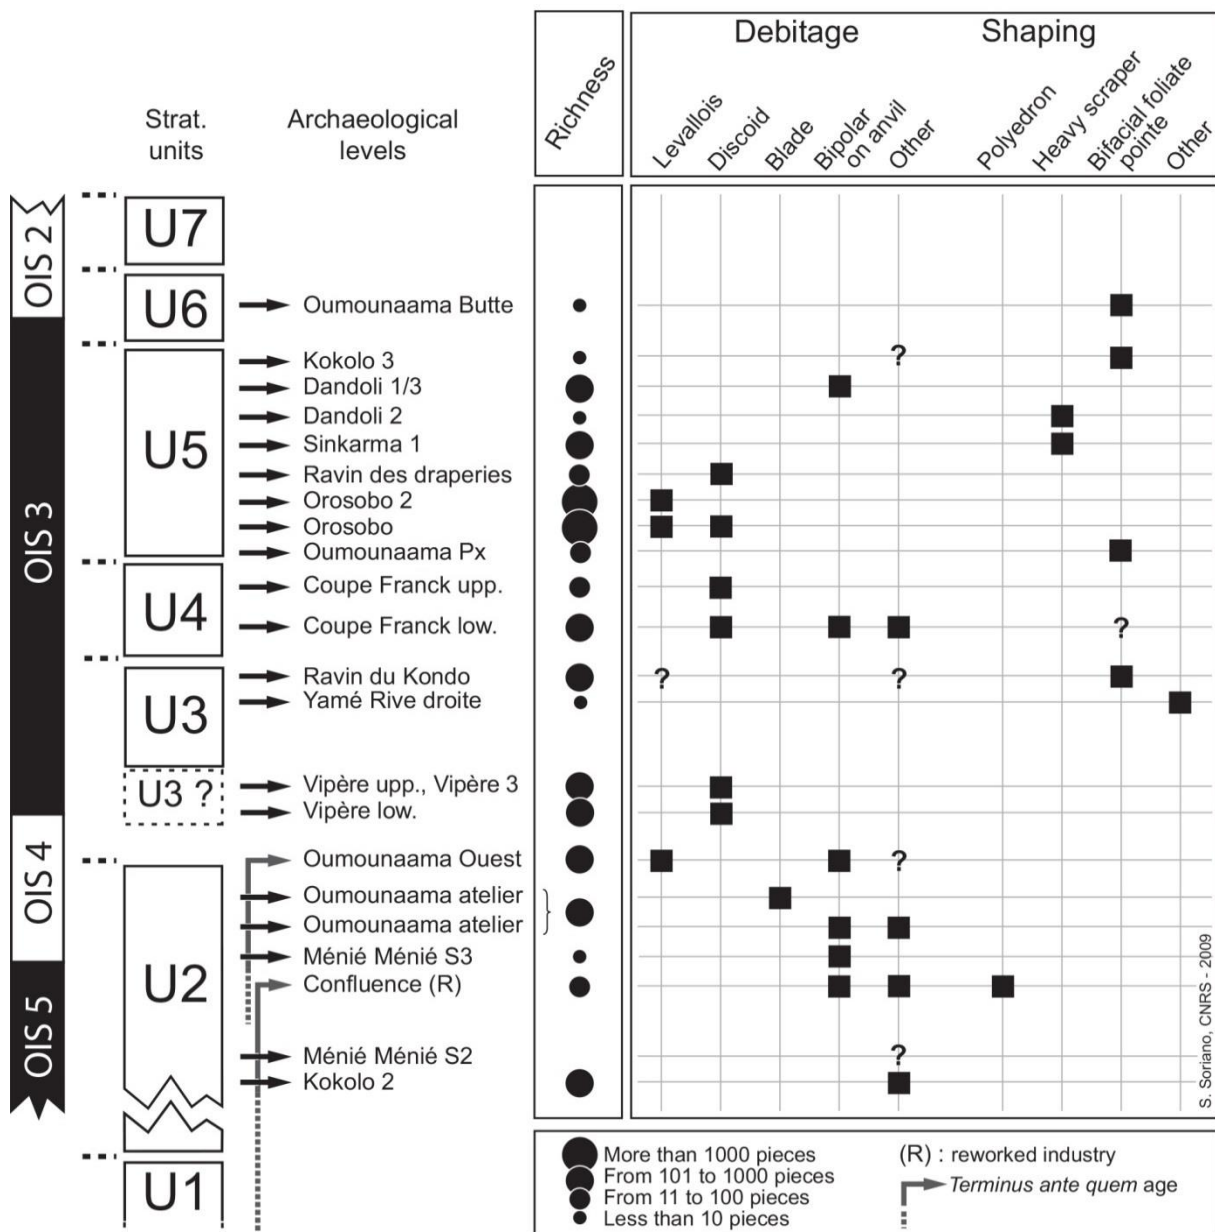 Debitage Shaping
Richness
Levallois
Discoid
Blade
Bipolar
on anvil
Other
Polyedron
Heavy scraper
Bifacial foliate
pointe
Other
Strat.
units
Archaeological
levels
OIS 2
OIS 3
OIS 4
OIS 5
U7
U6
Oumounaama Butte
U5
Kokolo 3
?
Dandoli 1/3
Dandoli 2
Sinkarma 1
Ravin des draperies
Orosobo 2
Orosobo
Oumounaama Px
U4
Coupe Franck upp.
Coupe Franck low.
?
U3
Ravin du Kondo
? ?
Yamé Rive droite
U3 ?
Vipère upp., Vipère 3
Vipère low.
U2
Oumounaama Ouest
?
Oumounaama atelier
Oumounaama atelier
Ménié Ménié S3
Confluence (R)
Ménié Ménié S2
?
Kokolo 2
U1
S. Soriano, CNRS - 2009
More than 1000 pieces
From 101 to 1000 pieces
From 11 to 100 pieces
Less than 10 pieces
(R) : reworked industry
Terminus ante quem age